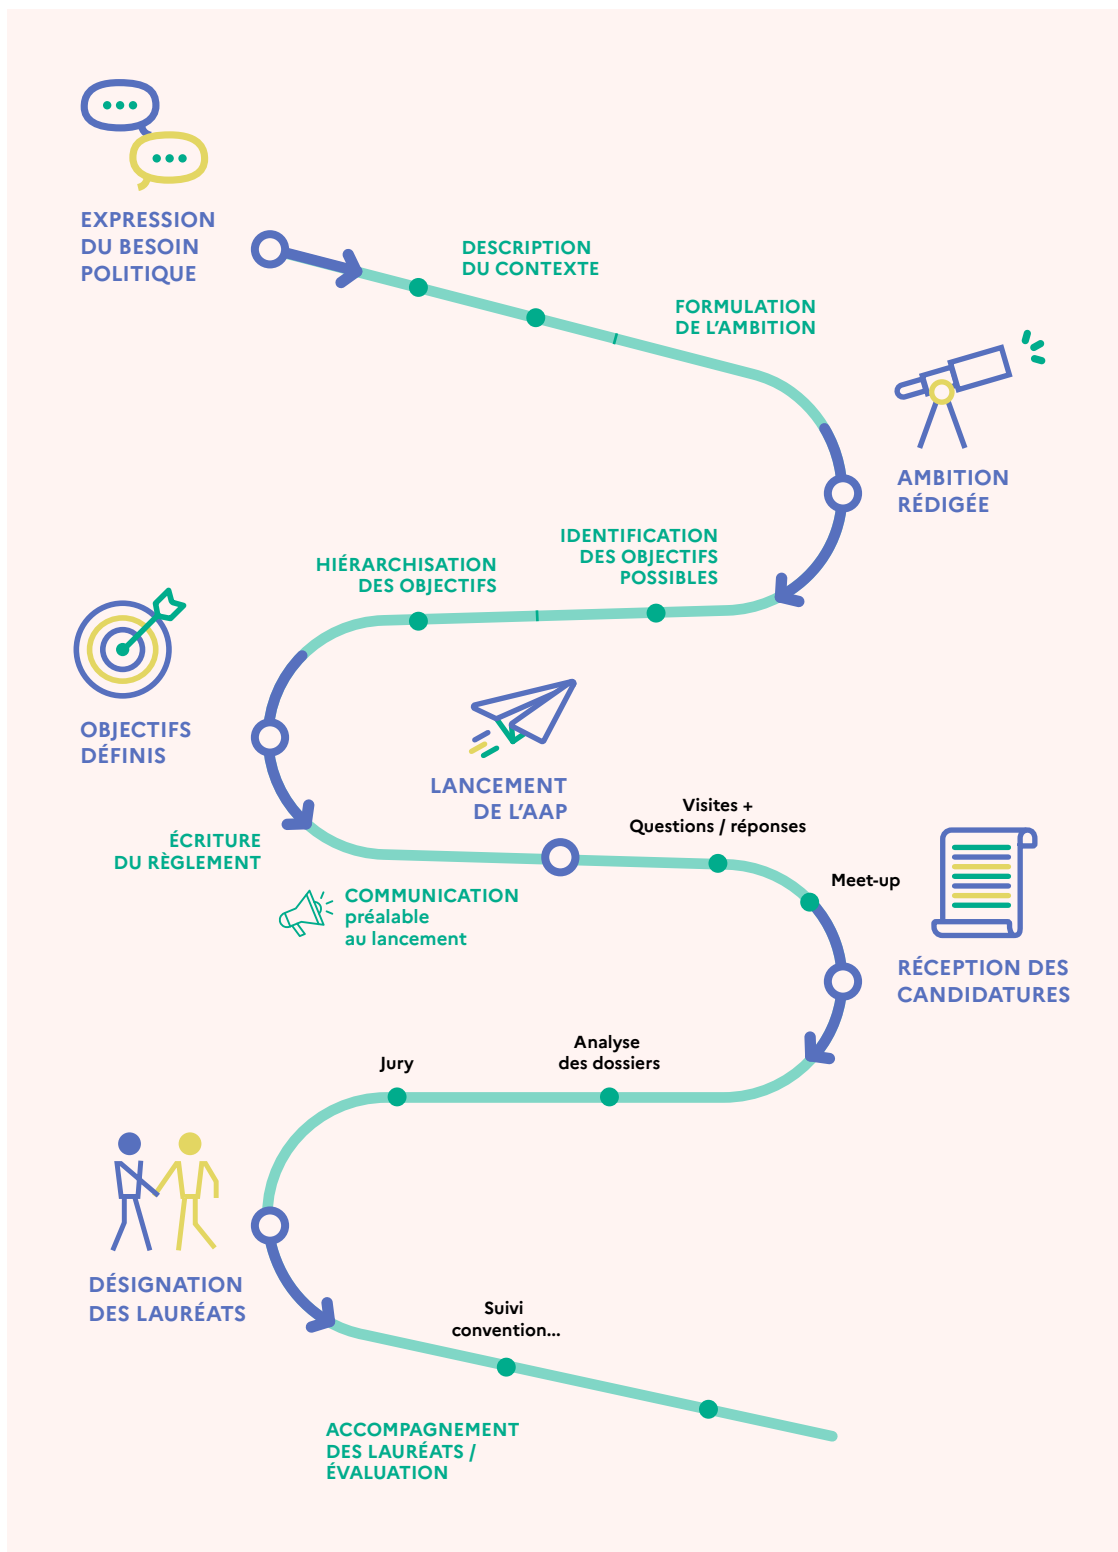 EXPRESSION
DU BESOIN
POLITIQUE
DESCRIPTION
DU CONTEXTE
FORMULATION
DE L'AMBITION
AMBITION
RÉDIGÉE
IDENTIFICATION
DES OBJECTIFS
POSSIBLES
HIÉRARCHISATION
DES OBJECTIFS
OBJECTIFS
DÉFINIS
LANCEMENT
DE L'AAP
Visites +
Questions / réponses
ÉCRITURE
DU RÈGLEMENT
Meet-up
COMMUNICATION
préalable
au lancement
RÉCEPTION DES
CANDIDATURES
Analyse
des dossiers
Jury
DÉSIGNATION
DES LAURÉATS
Suivi
convention...
ACCOMPAGNEMENT
DES LAURÉATS /
ÉVALUATION